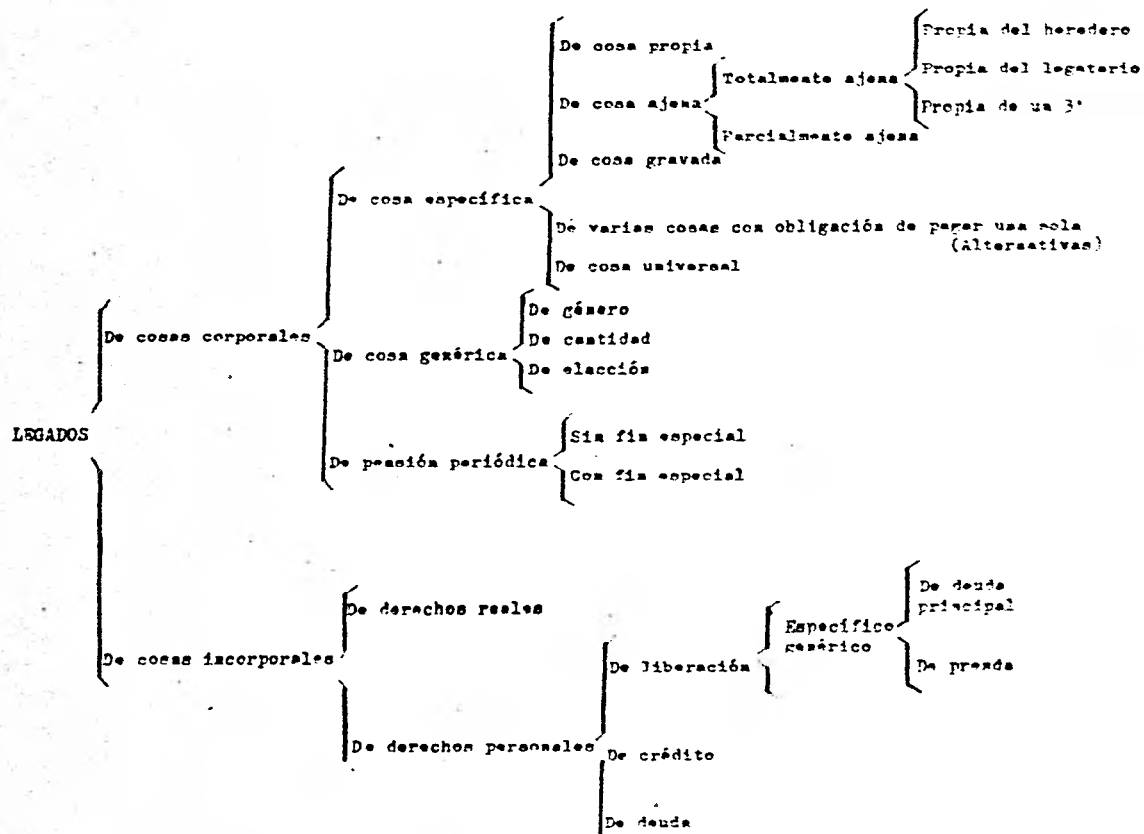 LEGADOS
De cosas corporales
De cosa específica
De cosa propia
De cosa ajena
Totalmente ajena
Propia del heredero
Propia del legatario
Propia de un 3°
Parcialmente ajena
De cosa gravada
De varias cosas con obligación de pagar una sola
(Alternativas)
De cosa universal
De cosa genérica
De género
De cantidad
De elacción
De pensión periódica
Sin fin especial
Con fin especial
De cosas incorporales
De derechos reales
De derechos personales
De liberación
Específico
genérico
De deuda
principal
De prenda
De crédito
De deuda